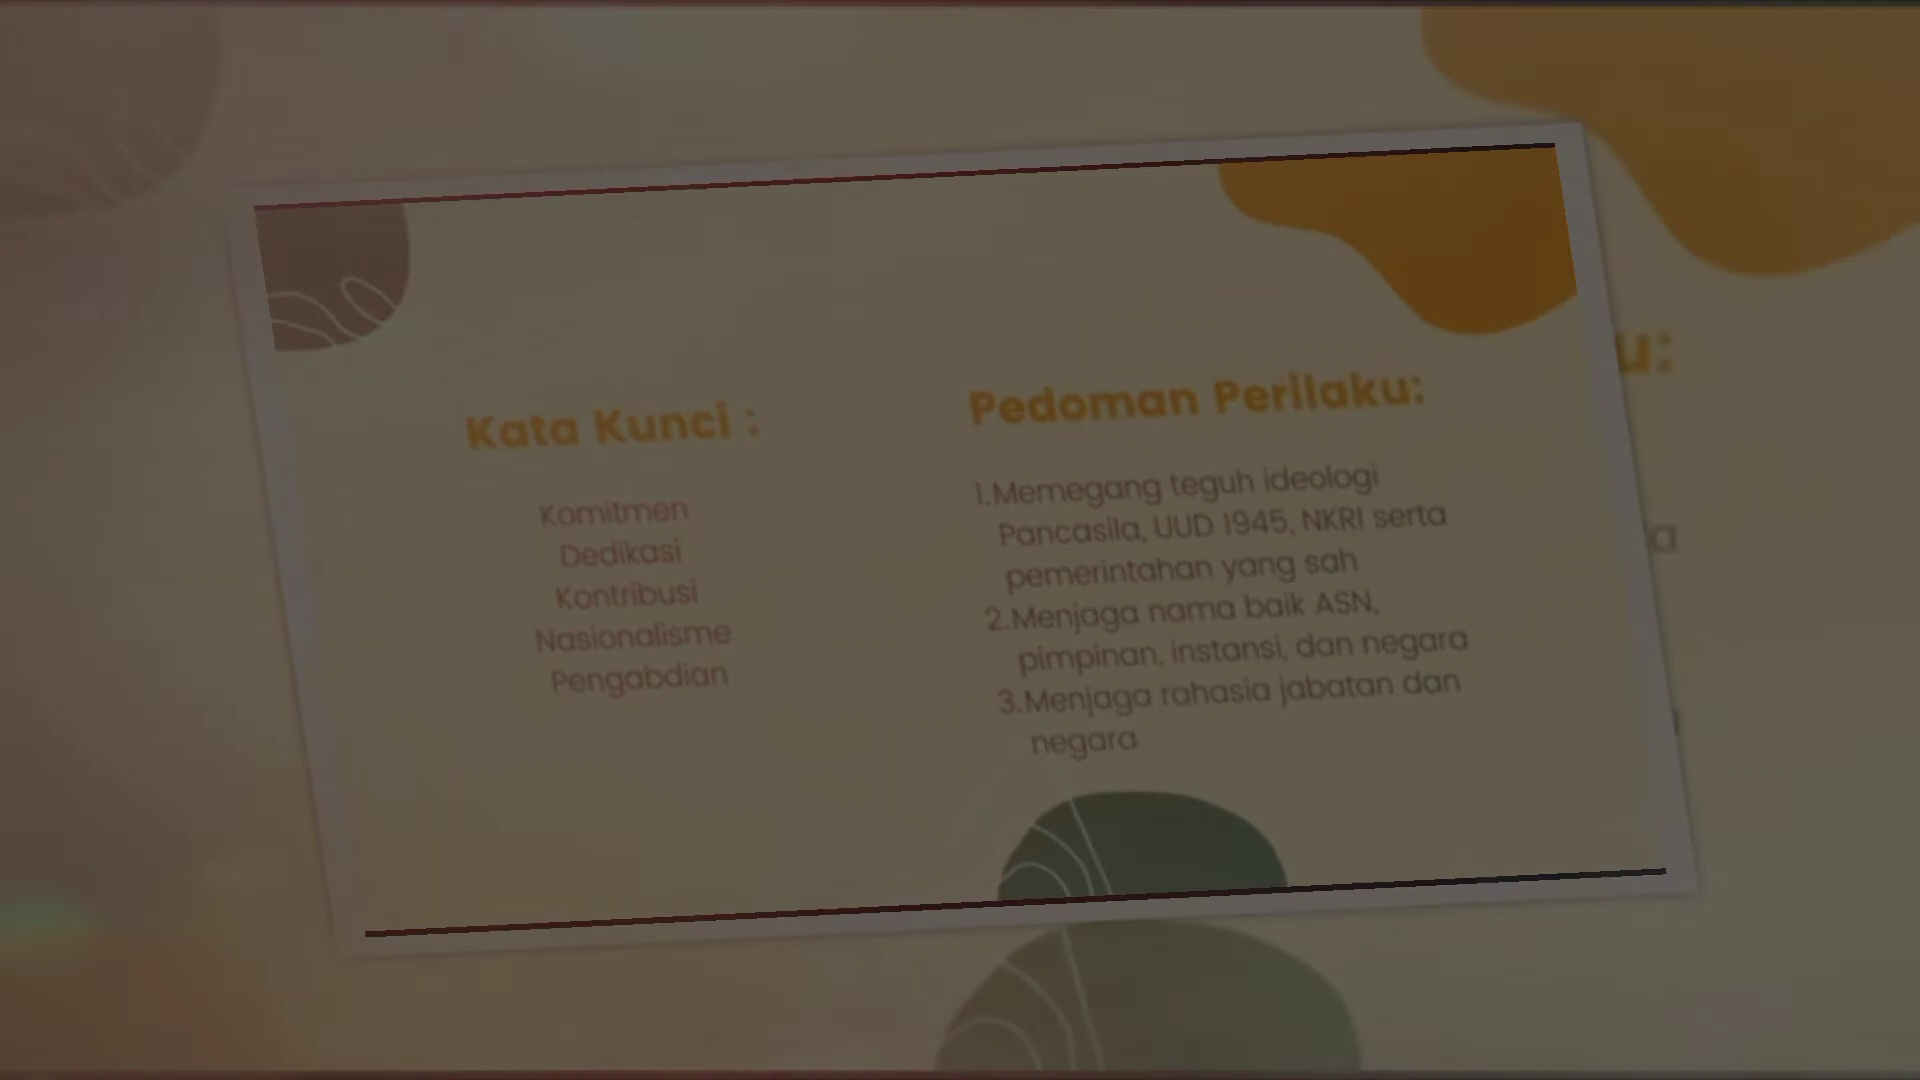 Kata Kunci :
Komitmen
Dedikasi
Kontribusi
Nasionalisme
Pengabdian
Pedoman Perilaku:
1.Memegang teguh ideologi
Pancasila, UUD 1945, NKRI serta
pemerintahan yang sah
2.Menjaga nama baik ASN,
pimpinan, instansi, dan negara
3.Menjaga rahasia jabatan dan
negara
u:
a